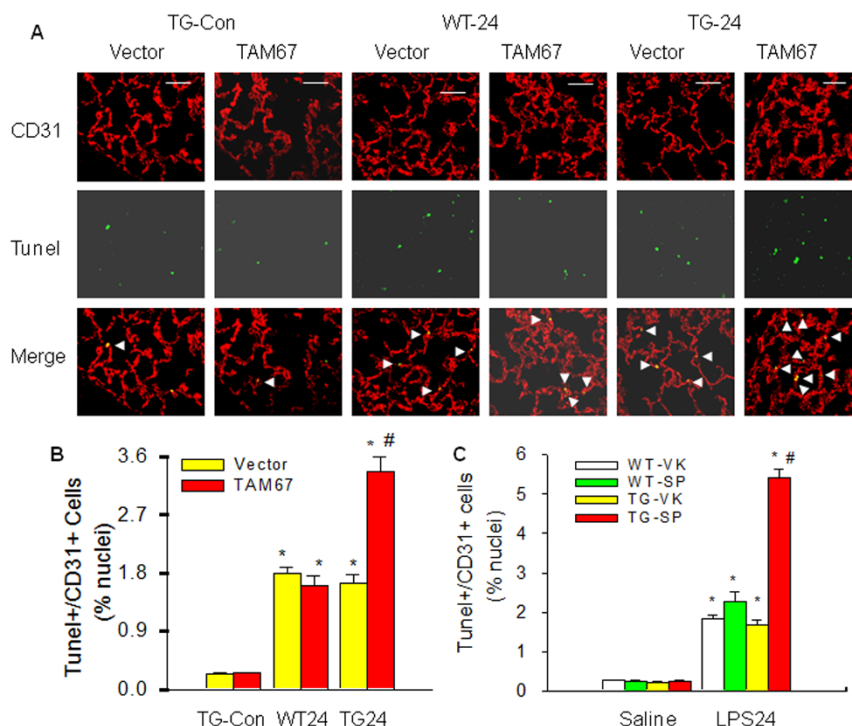 A
TG-Con WT-24 TG-24
Vector TAM67 Vector TAM67 Vector TAM67
CD31
Tunel
Merge
B
Tunel+/CD31+ Cells
(% nuclei)
3.6
2.7
1.8
0.9
0.0
Vector
TAM67
*
*
*
* #
TG-Con WT24 TG24
C
Tunel+/CD31+ cells
(% nuclei)
6
5
4
3
2
1
0
WT-VK
WT-SP
TG-VK
TG-SP
*
*
*
* #
Saline LPS24